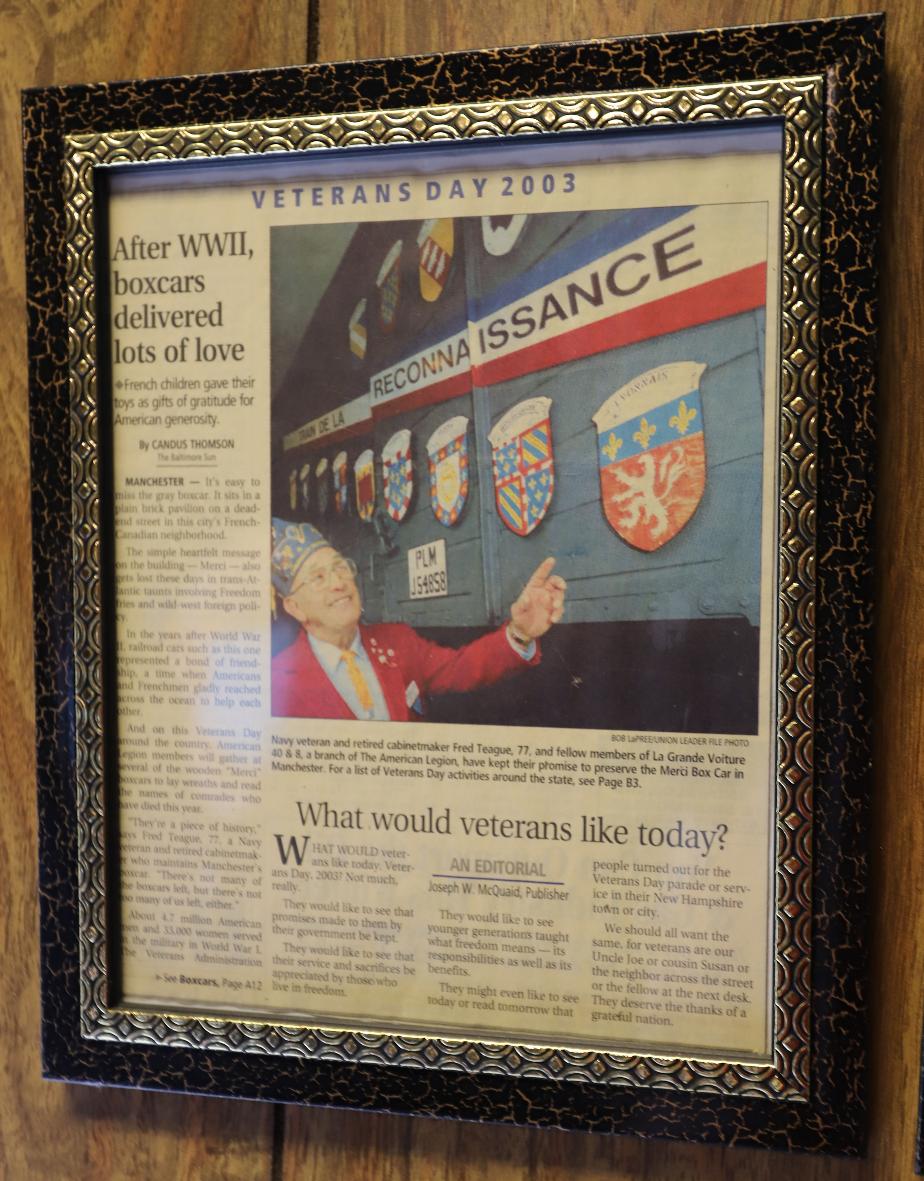 VETERANS DAY 2003
After WWII,
boxcars
delivered
lots of love
French children gave their
toys as gifts of gratitude for
American generosity.
By CANDUS THOMSON
The Baltimore Sun
MANCHESTER — It's easy to
miss the gray boxcar. It sits in a
plain brick pavilion on a dead-
end street in this city's French-
Canadian neighborhood.
The simple heartfelt message
on the building — Merci — also
gets lost these days in trans-At-
lantic taunts involving Freedom
fries and wild-west foreign poli-
cy.
In the years after World War
II, railroad cars such as this one
represented a bond of friend-
ship, a time when Americans
and Frenchmen gladly reached
across the ocean to help each
other.
And on this Veterans Day
around the country, American
Legion members will gather at
several of the wooden "Merci"
boxcars to lay wreaths and read
the names of comrades who
have died this year.
"They're a piece of history,"
says Fred Teague, 77, a Navy
veteran and retired cabinetmak-
er who maintains Manchester's
boxcar. "There's not many of
the boxcars left, but there's not
too many of us left, either."
About 4.7 million American
men and 33,000 women served
in the military in World War I.
The Veterans Administration
See Boxcars, Page A12
TRAIN DE LA RECONNAISSANCE
LYONNAIS
PLM
J54858
BOB LaPREE/UNION LEADER FILE PHOTO
Navy veteran and retired cabinetmaker Fred Teague, 77, and fellow members of La Grande Voiture
40 & 8, a branch of The American Legion, have kept their promise to preserve the Merci Box Car in
Manchester. For a list of Veterans Day activities around the state, see Page B3.
What would veterans like today?
WHAT WOULD veter-
ans like today, Veter-
ans Day, 2003? Not much,
really.
They would like to see that
promises made to them by
their government be kept.
They would like to see that
their service and sacrifices be
appreciated by those who
live in freedom.
AN EDITORIAL
Joseph W. McQuaid, Publisher
They would like to see
younger generations taught
what freedom means — its
responsibilities as well as its
benefits.
They might even like to see
today or read tomorrow that
people turned out for the
Veterans Day parade or serv-
ice in their New Hampshire
town or city.
We should all want the
same, for veterans are our
Uncle Joe or cousin Susan or
the neighbor across the street
or the fellow at the next desk.
They deserve the thanks of a
grateful nation.